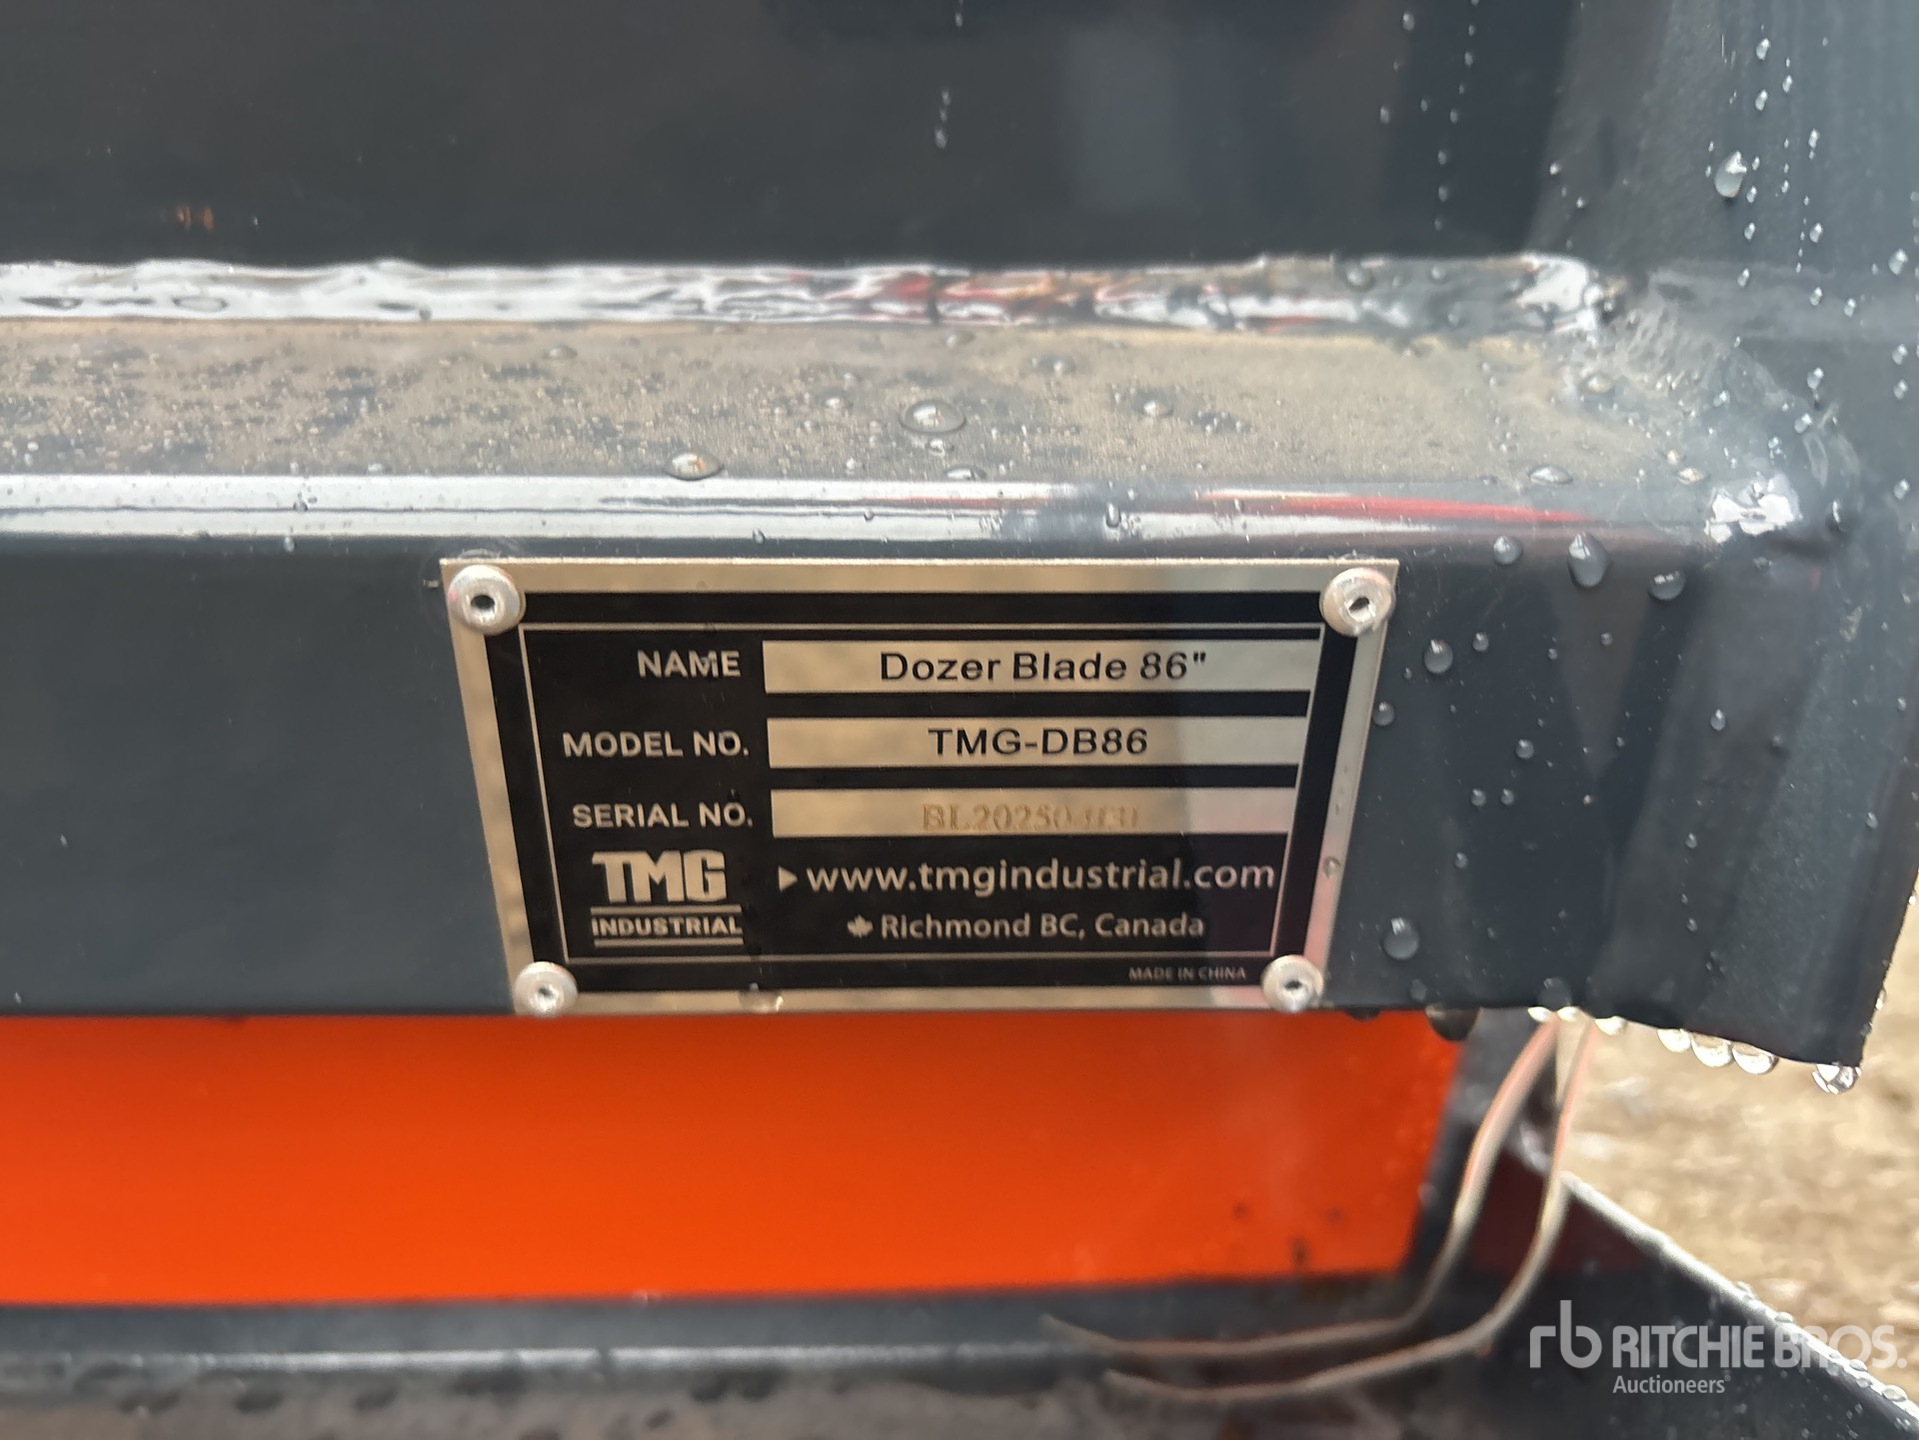 NAME Dozer Blade 86"
MODEL NO. TMG-DB86
SERIAL NO.
TMG
INDUSTRIAL
www.tmgindustrial.com
Richmond BC, Canada
MADE IN CHINA
rb RITCHIE BROS.
Auctioneers